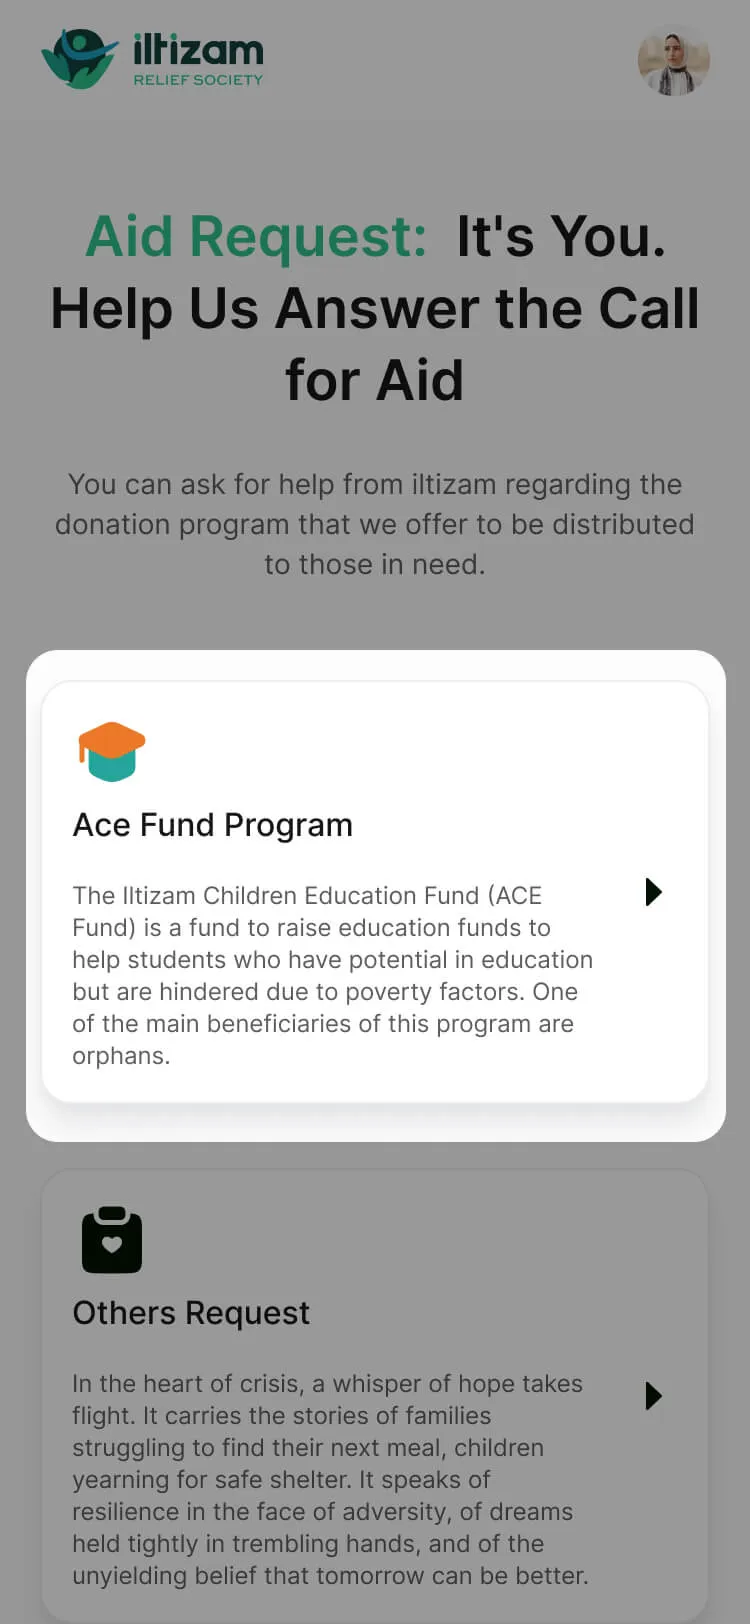 iltizam
RELIEF SOCIETY
Aid Request: It's You.
Help Us Answer the Call
for Aid
You can ask for help from iltizam regarding the
donation program that we offer to be distributed
to those in need.
Ace Fund Program
The Iltizam Children Education Fund (ACE
Fund) is a fund to raise education funds to
help students who have potential in education
but are hindered due to poverty factors. One
of the main beneficiaries of this program are
orphans.
Others Request
In the heart of crisis, a whisper of hope takes
flight. It carries the stories of families
struggling to find their next meal, children
yearning for safe shelter. It speaks of
resilience in the face of adversity, of dreams
held tightly in trembling hands, and of the
unyielding belief that tomorrow can be better.